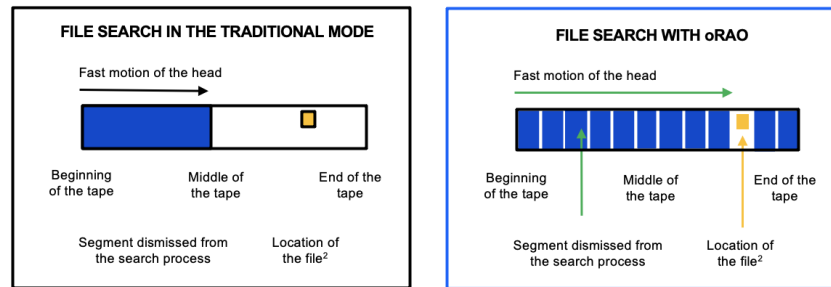 FILE SEARCH IN THE TRADITIONAL MODE
Fast motion of the head
Beginning
of the tape
Middle of
the tape
End of the
tape
Segment dismissed from
the search process
Location of
the file²
FILE SEARCH WITH oRAO
Fast motion of the head
Beginning
of the tape
Middle of
the tape
End of the
tape
Segment dismissed from
the search process
Location of
the file²